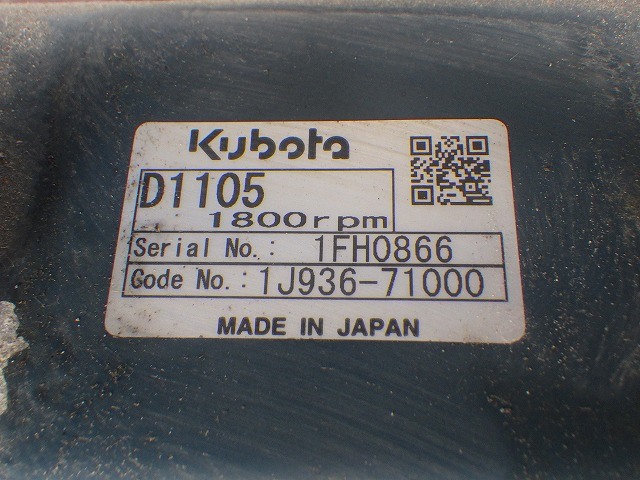 Kubota
D1105
1800rpm
Serial No.: 1FH0866
Code No.: 1J936-71000
MADE IN JAPAN